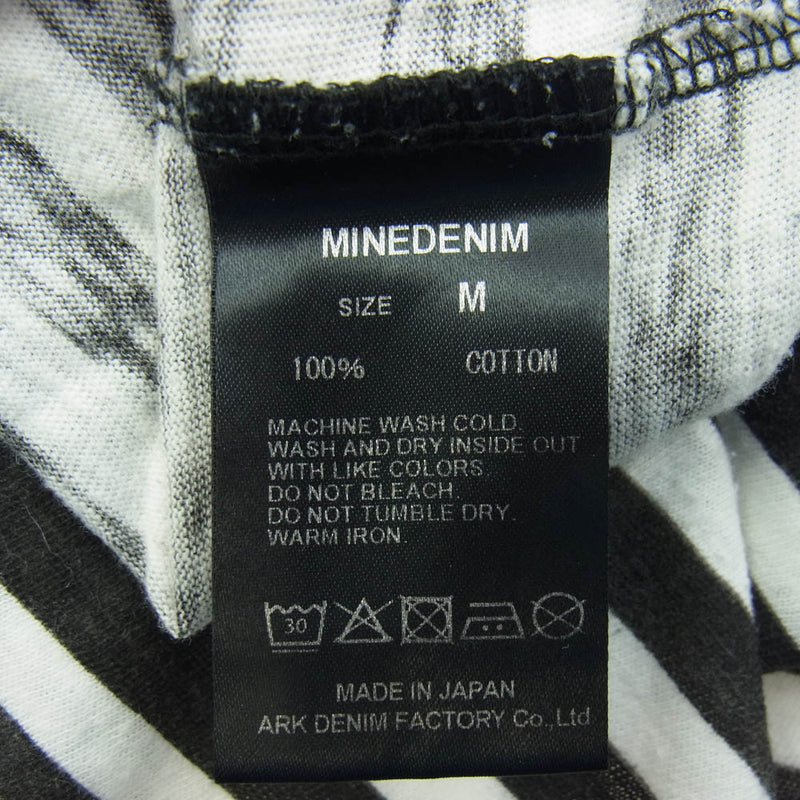 MINEDENIM
SIZE M
100% COTTON
MACHINE WASH COLD.
WASH AND DRY INSIDE OUT
WITH LIKE COLORS.
DO NOT BLEACH.
DO NOT TUMBLE DRY.
WARM IRON.
30
MADE IN JAPAN
ARK DENIM FACTORY Co.,Ltd